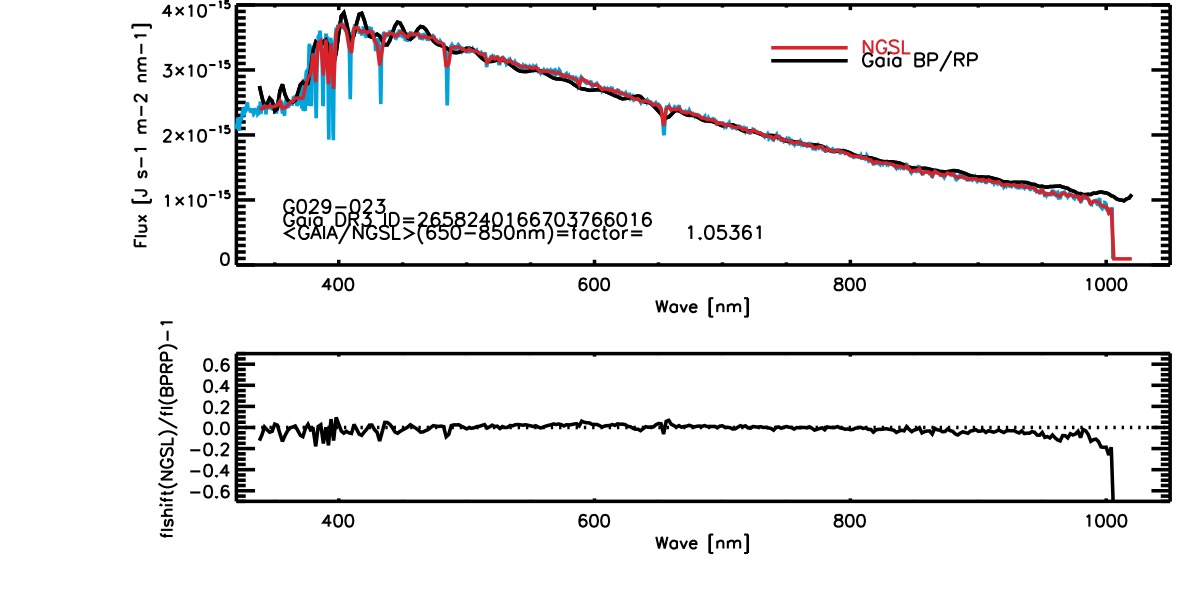 4×10−15
3×10−15
2×10−15
1×10−15
0
Flux [J s−1 m−2 nm−1]
NGSL
Gaia BP/RP
G029−023
Gaia DR3 ID=2658240166703766016
<GAIA/NGSL>(650−850nm)=factor= 1.05361
400 600 800 1000
Wave [nm]
flshift(NGSL)/fl(BPRP)−1
0.6
0.4
0.2
0.0
−0.2
−0.4
−0.6
400 600 800 1000
Wave [nm]